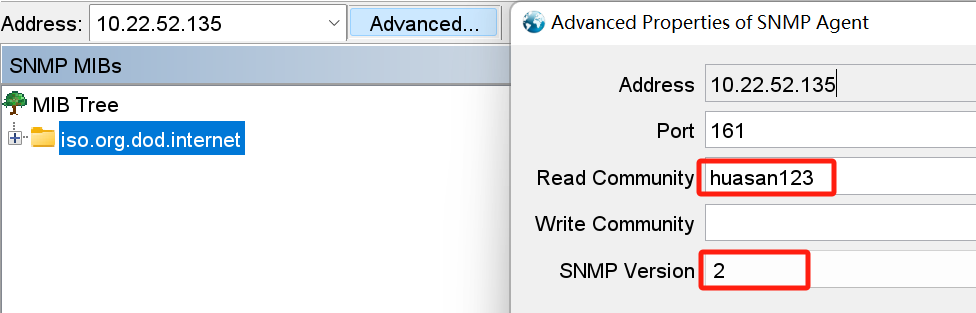 Address: 10.22.52.135 Advanced...
SNMP MIBs
MIB Tree
iso.org.dod.internet
Advanced Properties of SNMP Agent
Address 10.22.52.135
Port 161
Read Community huasan123
Write Community
SNMP Version 2